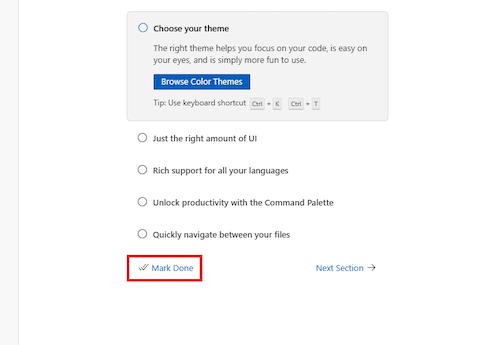 Choose your theme
The right theme helps you focus on your code, is easy on
your eyes, and is simply more fun to use.
Browse Color Themes
Tip: Use keyboard shortcut Ctrl + K Ctrl + T
Just the right amount of UI
Rich support for all your languages
Unlock productivity with the Command Palette
Quickly navigate between your files
Mark Done Next Section